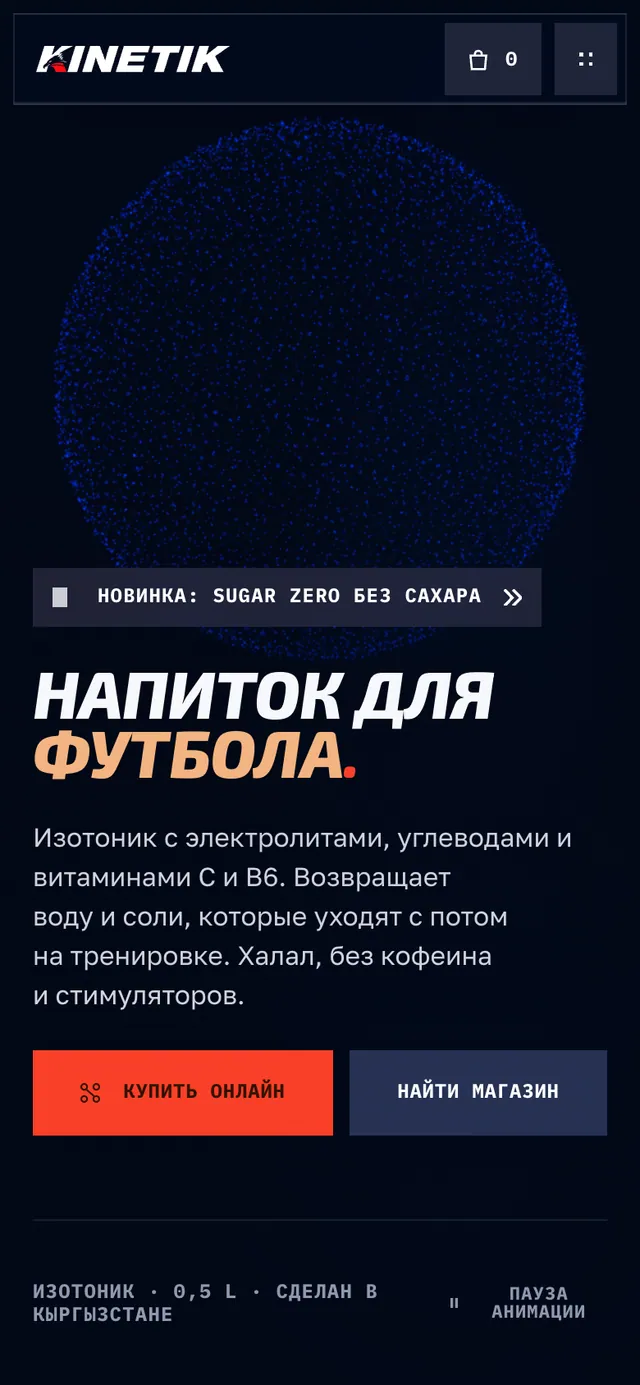 KINETIK
0
НОВИНКА: SUGAR ZERO БЕЗ САХАРА
НАПИТОК ДЛЯ
ФУТБОЛА.
Изотоник с электролитами, углеводами и
витаминами С и В6. Возвращает
воду и соли, которые уходят с потом
на тренировке. Халал, без кофеина
и стимуляторов.
КУПИТЬ ОНЛАЙН
НАЙТИ МАГАЗИН
ИЗОТОНИК · 0,5 L · СДЕЛАН В
КЫРГЫЗСТАНЕ
ПАУЗА
АНИМАЦИИ